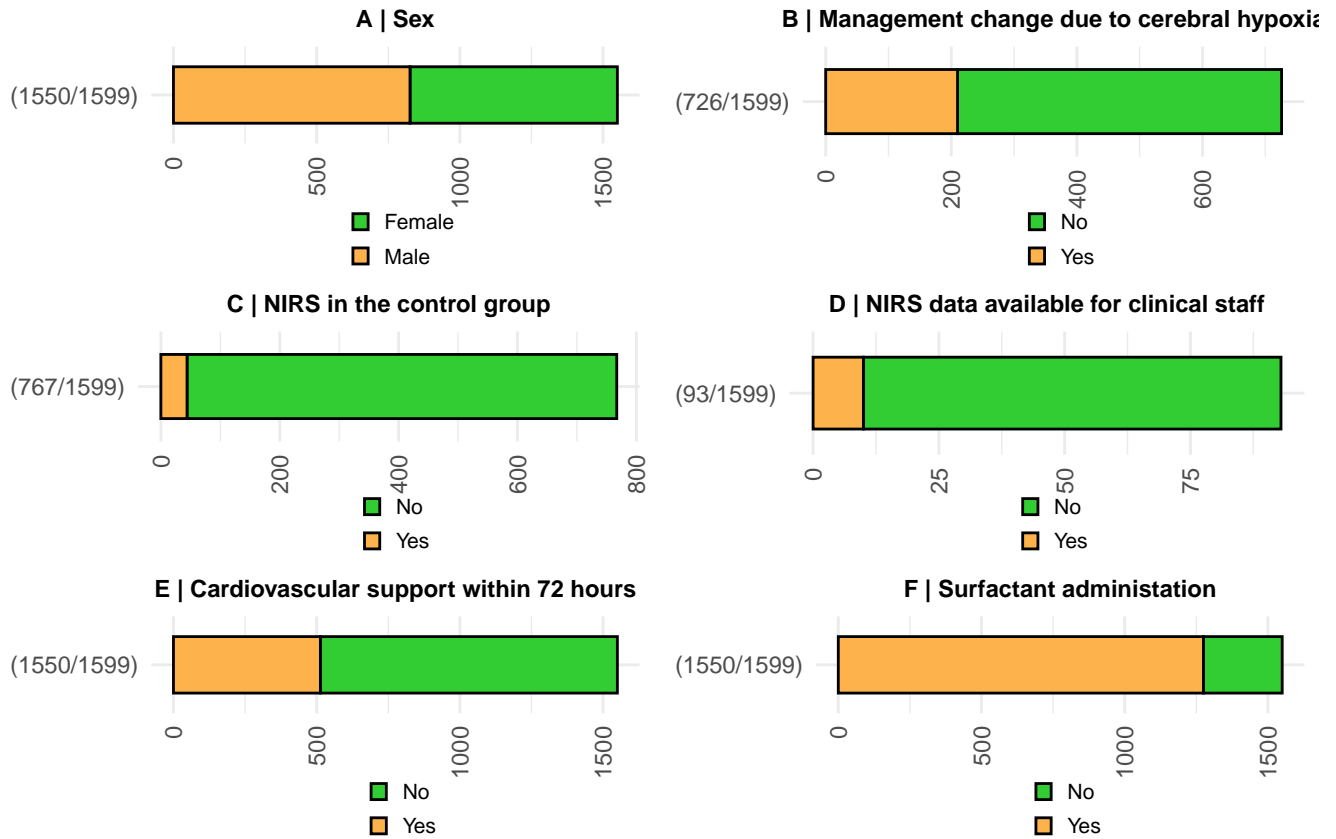 A | Sex
(1550/1599)
0
500
1000
1500
Female
Male
B | Management change due to cerebral hypoxia
(726/1599)
0
200
400
600
No
Yes
C | NIRS in the control group
(767/1599)
0
200
400
600
800
No
Yes
D | NIRS data available for clinical staff
(93/1599)
0
25
50
75
No
Yes
E | Cardiovascular support within 72 hours
(1550/1599)
0
500
1000
1500
No
Yes
F | Surfactant administation
(1550/1599)
0
500
1000
1500
No
Yes